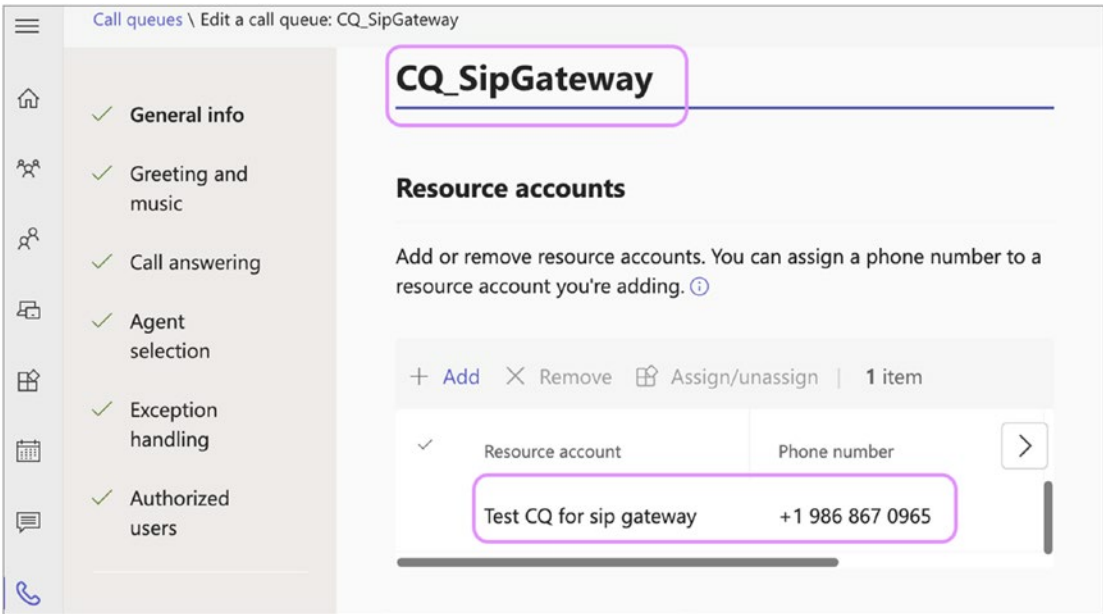 Call queues \ Edit a call queue: CQ_SipGateway
CQ_SipGateway
General info
Greeting and
music
Call answering
Agent
selection
Exception
handling
Authorized
users
Resource accounts
Add or remove resource accounts. You can assign a phone number to a
resource account you're adding.
+ Add Remove Assign/unassign | 1 item
Resource account Phone number
Test CQ for sip gateway +1 986 867 0965